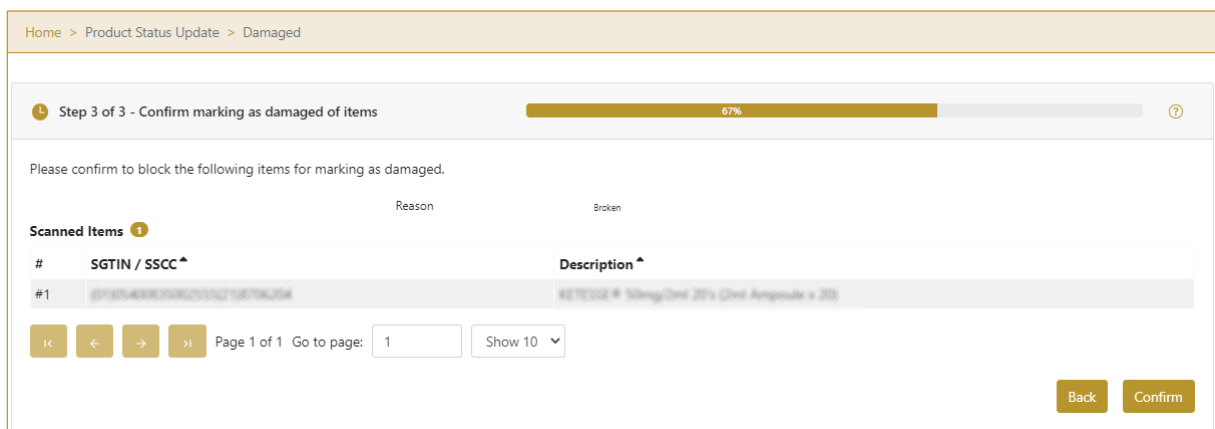 Home > Product Status Update > Damaged
Step 3 of 3 - Confirm marking as damaged of items 67% ?
Please confirm to block the following items for marking as damaged.
Reason Broken
Scanned Items 1
# SGTIN / SSCC Description
#1
Page 1 of 1 Go to page: 1 Show 10
Back Confirm